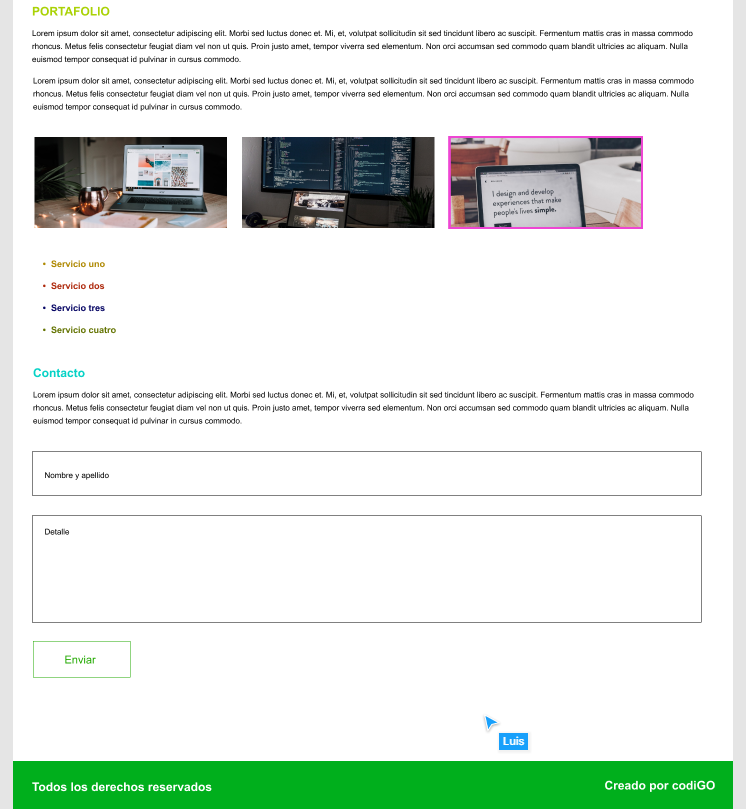 PORTAFOLIO
Lorem ipsum dolor sit amet, consectetur adipiscing elit. Morbi sed luctus donec et. Mi, et, volutpat sollicitudin sit sed tincidunt libero ac suscipit. Fermentum mattis cras in massa commodo
rhoncus. Metus felis consectetur feugiat diam vel non ut quis. Proin justo amet, tempor viverra sed elementum. Non orci accumsan sed commodo quam blandit ultricies ac aliquam. Nulla
euismod tempor consequat id pulvinar in cursus commodo.
Lorem ipsum dolor sit amet, consectetur adipiscing elit. Morbi sed luctus donec et. Mi, et, volutpat sollicitudin sit sed tincidunt libero ac suscipit. Fermentum mattis cras in massa commodo
rhoncus. Metus felis consectetur feugiat diam vel non ut quis. Proin justo amet, tempor viverra sed elementum. Non orci accumsan sed commodo quam blandit ultricies ac aliquam. Nulla
euismod tempor consequat id pulvinar in cursus commodo.
I design and develop
experiences that make
people's lives simple.
• Servicio uno
• Servicio dos
• Servicio tres
• Servicio cuatro
Contacto
Lorem ipsum dolor sit amet, consectetur adipiscing elit. Morbi sed luctus donec et. Mi, et, volutpat sollicitudin sit sed tincidunt libero ac suscipit. Fermentum mattis cras in massa commodo
rhoncus. Metus felis consectetur feugiat diam vel non ut quis. Proin justo amet, tempor viverra sed elementum. Non orci accumsan sed commodo quam blandit ultricies ac aliquam. Nulla
euismod tempor consequat id pulvinar in cursus commodo.
Nombre y apellido
Detalle
Enviar
Luis
Todos los derechos reservados
Creado por codiGO